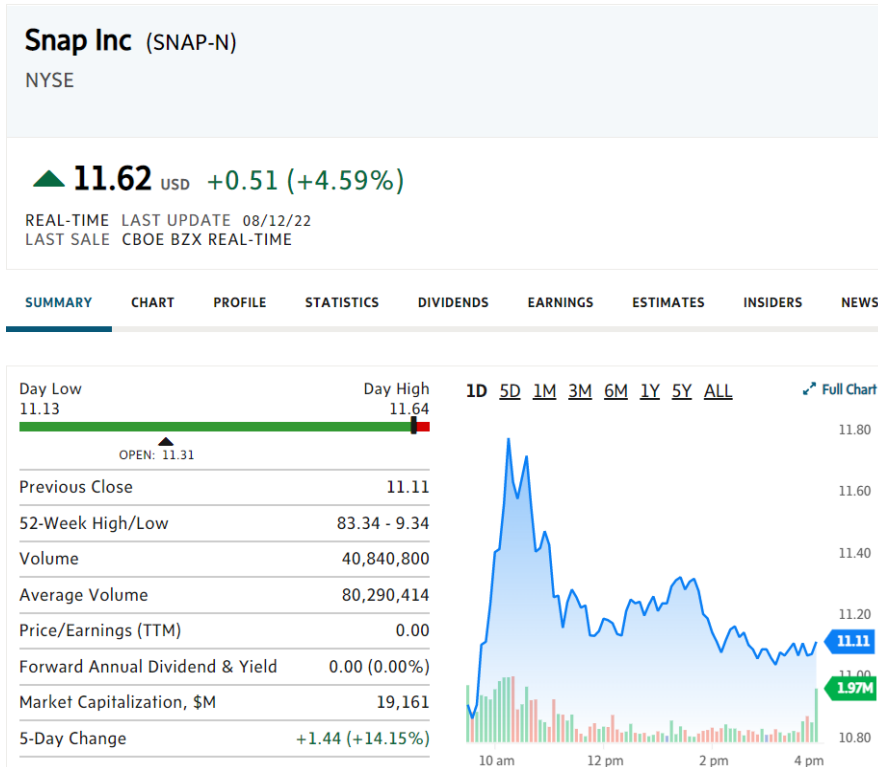 Snap Inc (SNAP-N)
NYSE
11.62 USD +0.51 (+4.59%)
REAL-TIME LAST UPDATE 08/12/22
LAST SALE CBOE BZX REAL-TIME
SUMMARY CHART PROFILE STATISTICS DIVIDENDS EARNINGS ESTIMATES INSIDERS NEWS
Day Low Day High
11.13 11.64
OPEN: 11.31
Previous Close 11.11
52-Week High/Low 83.34 - 9.34
Volume 40,840,800
Average Volume 80,290,414
Price/Earnings (TTM) 0.00
Forward Annual Dividend & Yield 0.00 (0.00%)
Market Capitalization, $M 19,161
5-Day Change +1.44 (+14.15%)
1D 5D 1M 3M 6M 1Y 5Y ALL Full Chart
11.80
11.60
11.40
11.20
11.11
11.00
1.97M
10.80
10 am 12 pm 2 pm 4 pm